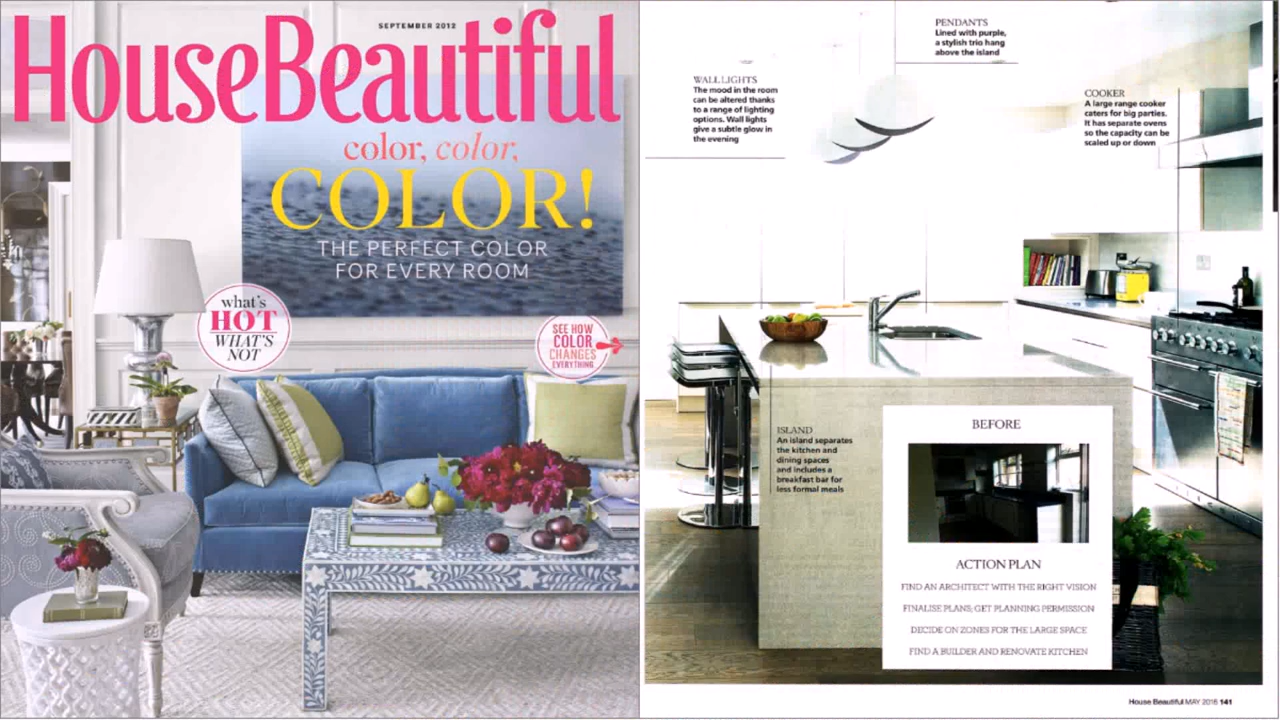 SEPTEMBER 2012
HouseBeautiful
color, color,
COLOR!
THE PERFECT COLOR
FOR EVERY ROOM
what's
HOT
WHAT'S
NOT
SEE HOW
COLOR
CHANGES
EVERYTHING
PENDANTS
Lined with purple,
a stylish trio hang
above the island
WALL LIGHTS
The mood in the room
can be altered thanks
to a range of lighting
options. Wall lights
give a subtle glow in
the evening
COOKER
A large range cooker
caters for big parties.
It has separate ovens
so the capacity can be
scaled up or down
ISLAND
An island separates
the kitchen and
dining spaces
and includes a
breakfast bar for
less formal meals
BEFORE
ACTION PLAN
FIND AN ARCHITECT WITH THE RIGHT VISION
FINALISE PLANS; GET PLANNING PERMISSION
DECIDE ON ZONES FOR THE LARGE SPACE
FIND A BUILDER AND RENOVATE KITCHEN
House Beautiful MAY 2016 141